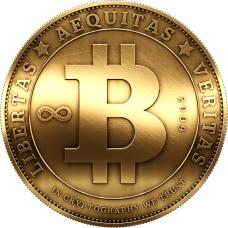 LIBERTAS ★ AEQUITAS ★ VERITAS
B
∞
2009
IN CRYPTOGRAPHY WE TRUST